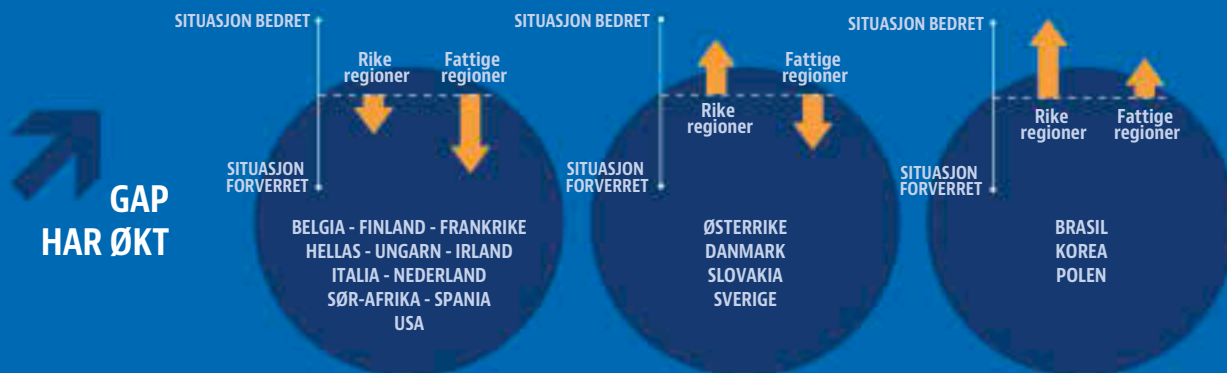 GAP
HAR ØKT
SITUASJON BEDRET
Rike
regioner
Fattige
regioner
SITUASJON
FORVERRET
BELGIA - FINLAND - FRANKRIKE
HELLAS - UNGARN - IRLAND
ITALIA - NEDERLAND
SØR-AFRIKA - SPANIA
USA
SITUASJON BEDRET
Rike
regioner
Fattige
regioner
SITUASJON
FORVERRET
ØSTERRIKE
DANMARK
SLOVAKIA
SVERIGE
SITUASJON BEDRET
Rike
regioner
Fattige
regioner
SITUASJON
FORVERRET
BRASIL
KOREA
POLEN